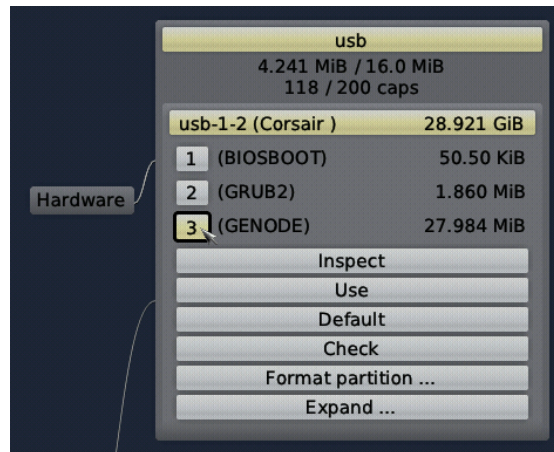 usb
4.241 MiB / 16.0 MiB
118 / 200 caps
usb-1-2 (Corsair ) 28.921 GiB
1 (BIOSBOOT) 50.50 KiB
2 (GRUB2) 1.860 MiB
Hardware
3 (GENODE) 27.984 MiB
Inspect
Use
Default
Check
Format partition ...
Expand ...